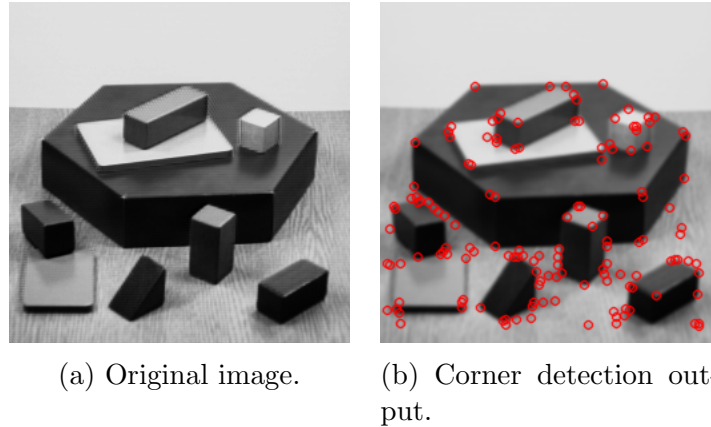 (a) Original image.
(b) Corner detection out-
put.